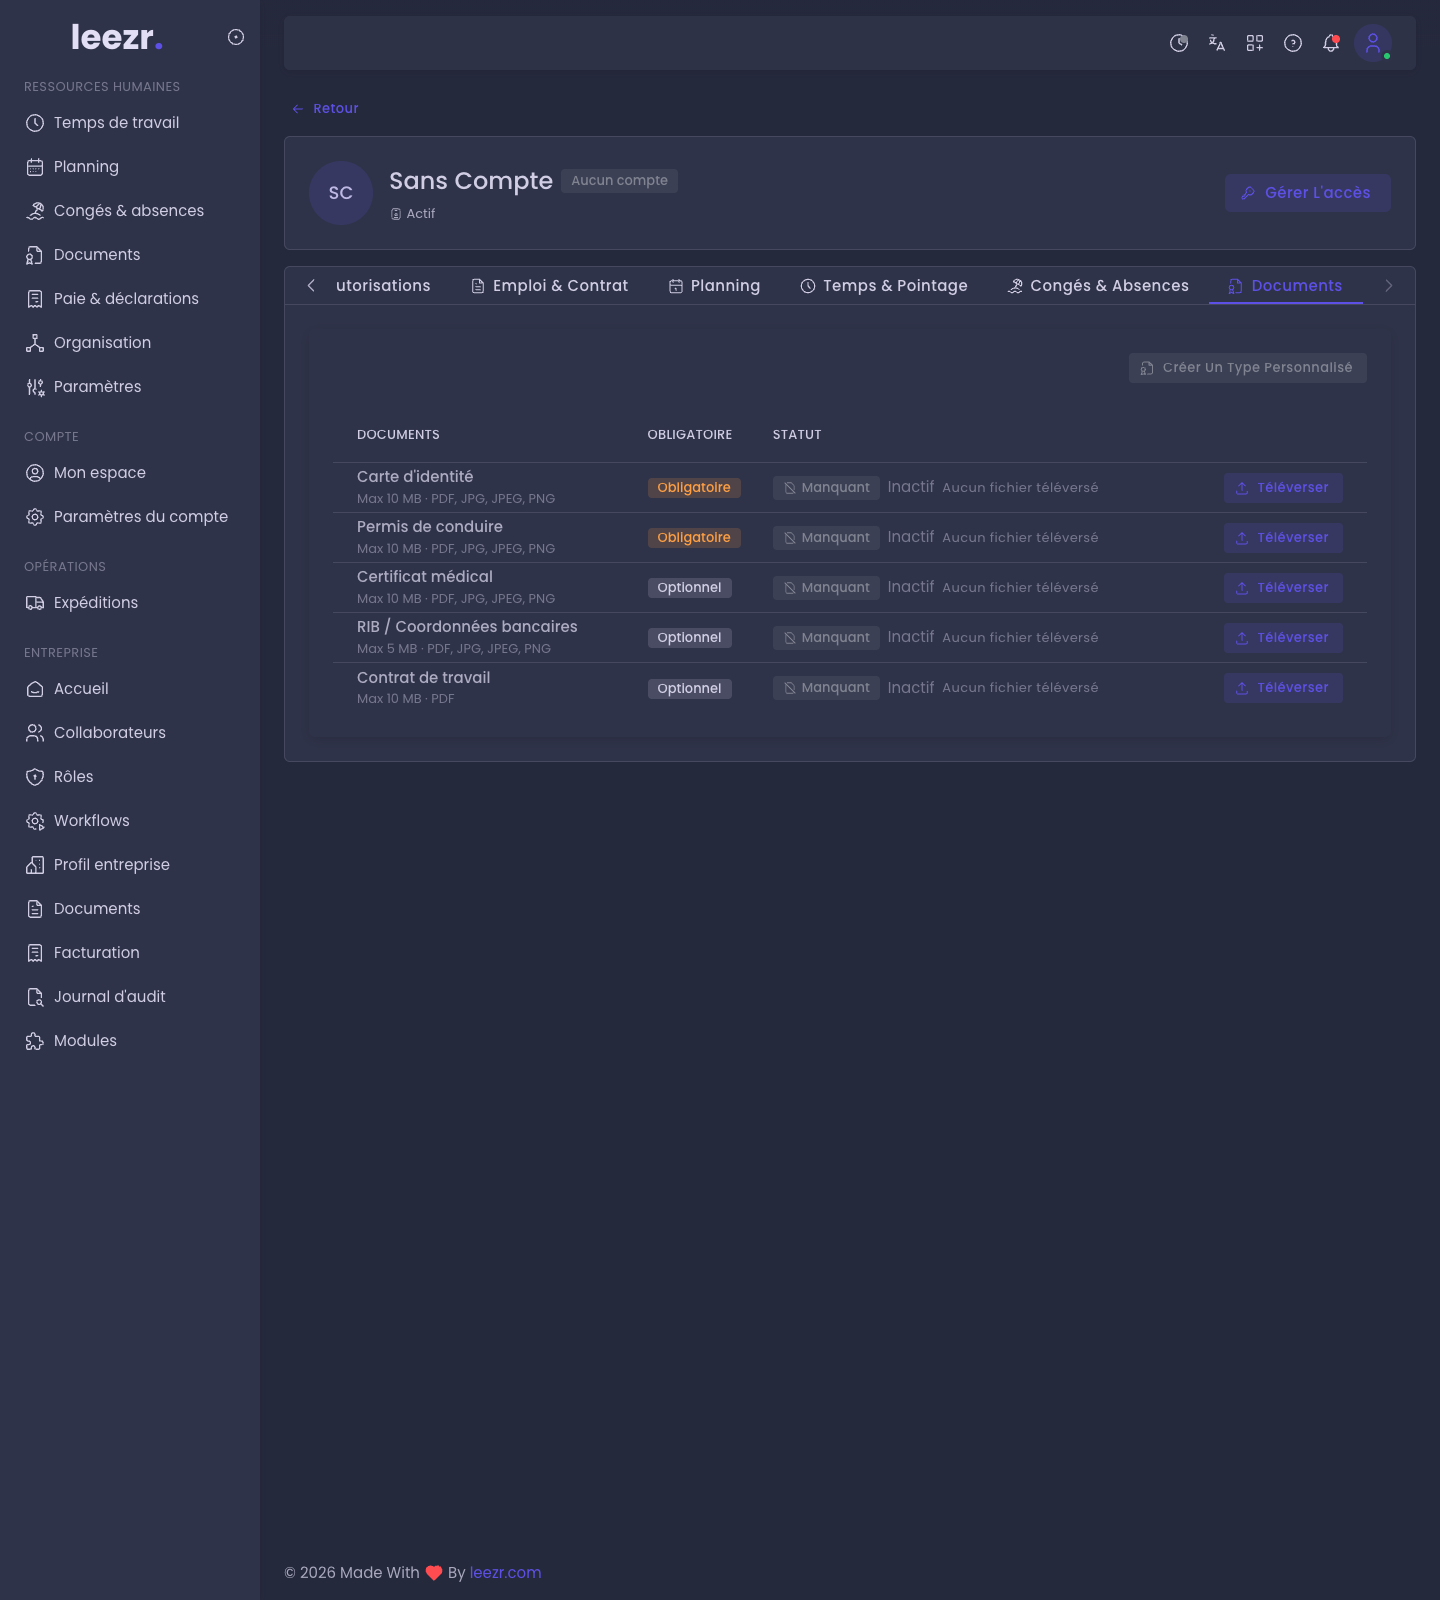 leezr.
RESSOURCES HUMAINES
Temps de travail
Planning
Congés & absences
Documents
Paie & déclarations
Organisation
Paramètres
COMPTE
Mon espace
Paramètres du compte
OPÉRATIONS
Expéditions
ENTREPRISE
Accueil
Collaborateurs
Rôles
Workflows
Profil entreprise
Documents
Facturation
Journal d'audit
Modules
Retour
SC
Sans Compte
Aucun compte
Actif
Gérer L'accès
utorisations
Emploi & Contrat
Planning
Temps & Pointage
Congés & Absences
Documents
Créer Un Type Personnalisé
DOCUMENTS OBLIGATOIRE STATUT
Carte d'identité
Max 10 MB · PDF, JPG, JPEG, PNG
Obligatoire Manquant Inactif Aucun fichier téléversé Téléverser
Permis de conduire
Max 10 MB · PDF, JPG, JPEG, PNG
Obligatoire Manquant Inactif Aucun fichier téléversé Téléverser
Certificat médical
Max 10 MB · PDF, JPG, JPEG, PNG
Optionnel Manquant Inactif Aucun fichier téléversé Téléverser
RIB / Coordonnées bancaires
Max 5 MB · PDF, JPG, JPEG, PNG
Optionnel Manquant Inactif Aucun fichier téléversé Téléverser
Contrat de travail
Max 10 MB · PDF
Optionnel Manquant Inactif Aucun fichier téléversé Téléverser
© 2026 Made With ❤ By leezr.com